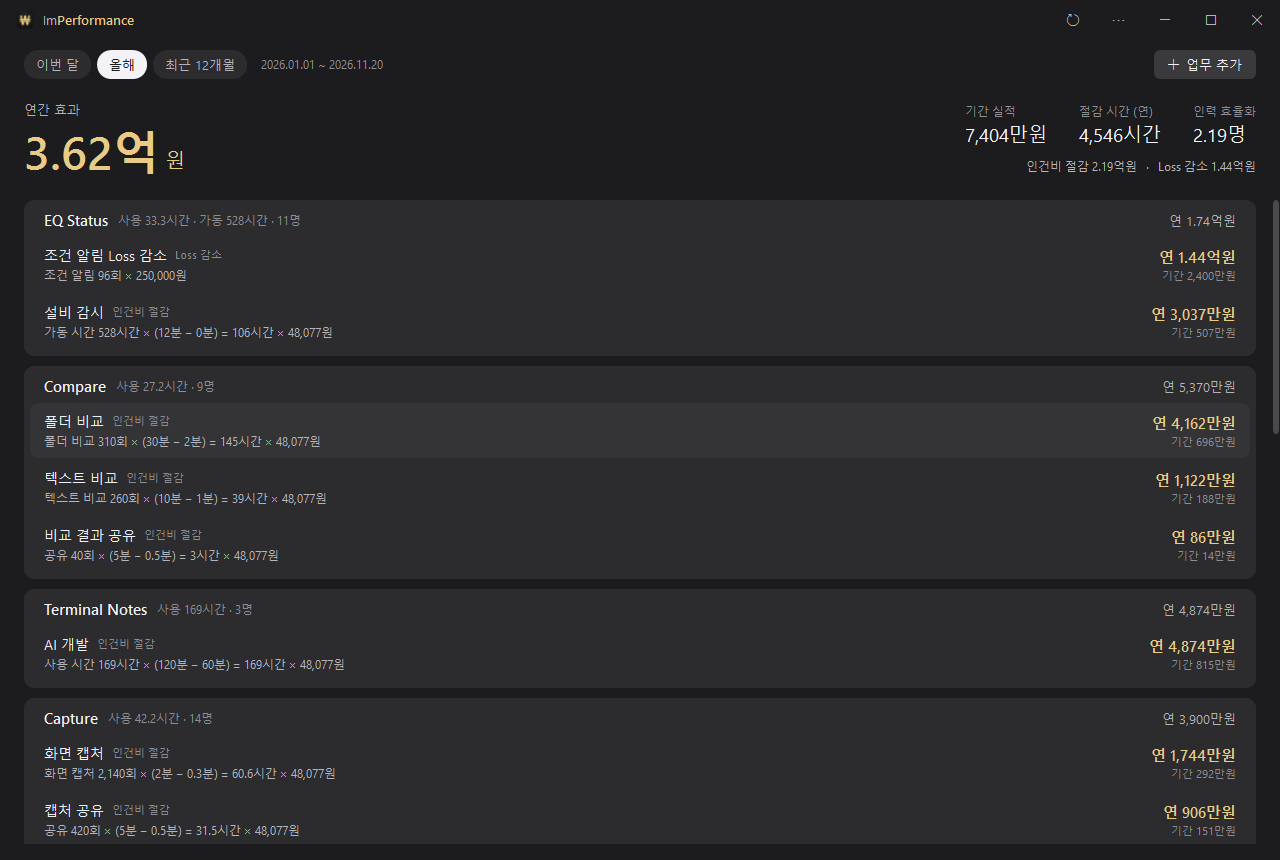 ₩ ImPerformance
이번 달 올해 최근 12개월 2026.01.01 ~ 2026.11.20 + 업무 추가
연간 효과
3.62억 원
기간 실적 절감 시간 (연) 인력 효율화
7,404만원 4,546시간 2.19명
인건비 절감 2.19억원 · Loss 감소 1.44억원
EQ Status 사용 33.3시간 · 가동 528시간 · 11명 연 1.74억원
조건 알림 Loss 감소 Loss 감소 연 1.44억원
조건 알림 96회 × 250,000원 기간 2,400만원
설비 감시 인건비 절감 연 3,037만원
가동 시간 528시간 × (12분 − 0분) = 106시간 × 48,077원 기간 507만원
Compare 사용 27.2시간 · 9명 연 5,370만원
폴더 비교 인건비 절감 연 4,162만원
폴더 비교 310회 × (30분 − 2분) = 145시간 × 48,077원 기간 696만원
텍스트 비교 인건비 절감 연 1,122만원
텍스트 비교 260회 × (10분 − 1분) = 39시간 × 48,077원 기간 188만원
비교 결과 공유 인건비 절감 연 86만원
공유 40회 × (5분 − 0.5분) = 3시간 × 48,077원 기간 14만원
Terminal Notes 사용 169시간 · 3명 연 4,874만원
AI 개발 인건비 절감 연 4,874만원
사용 시간 169시간 × (120분 − 60분) = 169시간 × 48,077원 기간 815만원
Capture 사용 42.2시간 · 14명 연 3,900만원
화면 캡처 인건비 절감 연 1,744만원
화면 캡처 2,140회 × (2분 − 0.3분) = 60.6시간 × 48,077원 기간 292만원
캡처 공유 인건비 절감 연 906만원
공유 420회 × (5분 − 0.5분) = 31.5시간 × 48,077원 기간 151만원